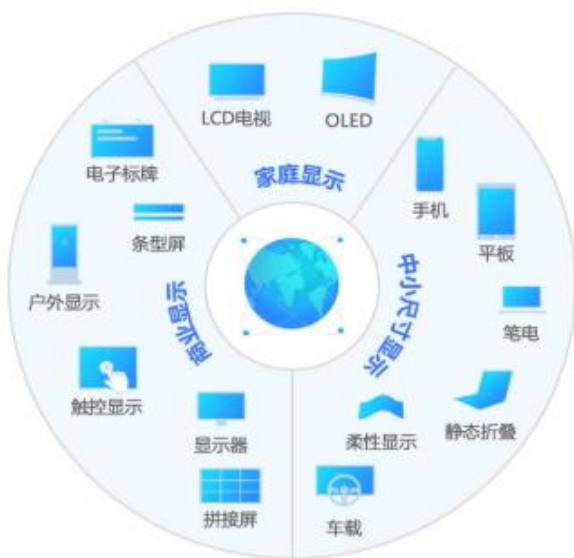 LCD电视
OLED
家庭显示
手机
平板
笔电
静态折叠
柔性显示
车载
中小尺寸显示
电子标牌
条型屏
户外显示
触控显示
显示器
拼接屏
商业显示